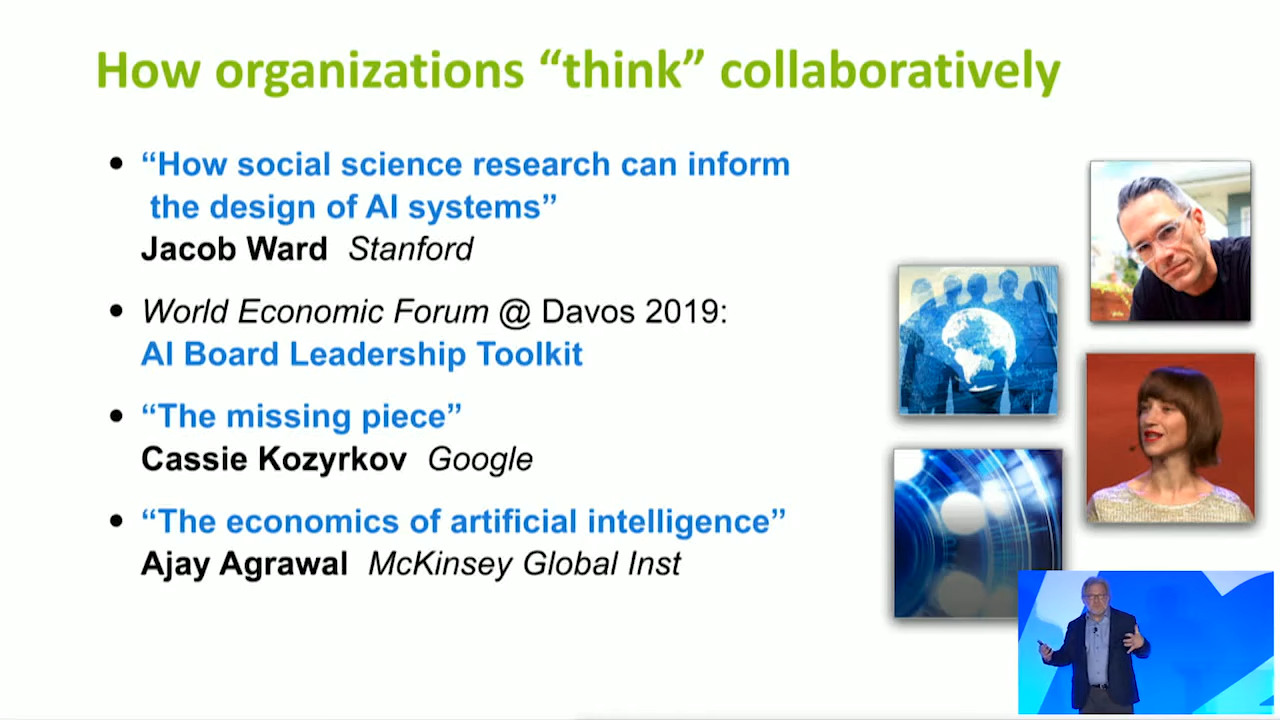 How organizations “think” collaboratively
• “How social science research can inform
the design of AI systems”
Jacob Ward Stanford
• World Economic Forum @ Davos 2019:
AI Board Leadership Toolkit
• “The missing piece”
Cassie Kozyrkov Google
• “The economics of artificial intelligence”
Ajay Agrawal McKinsey Global Inst